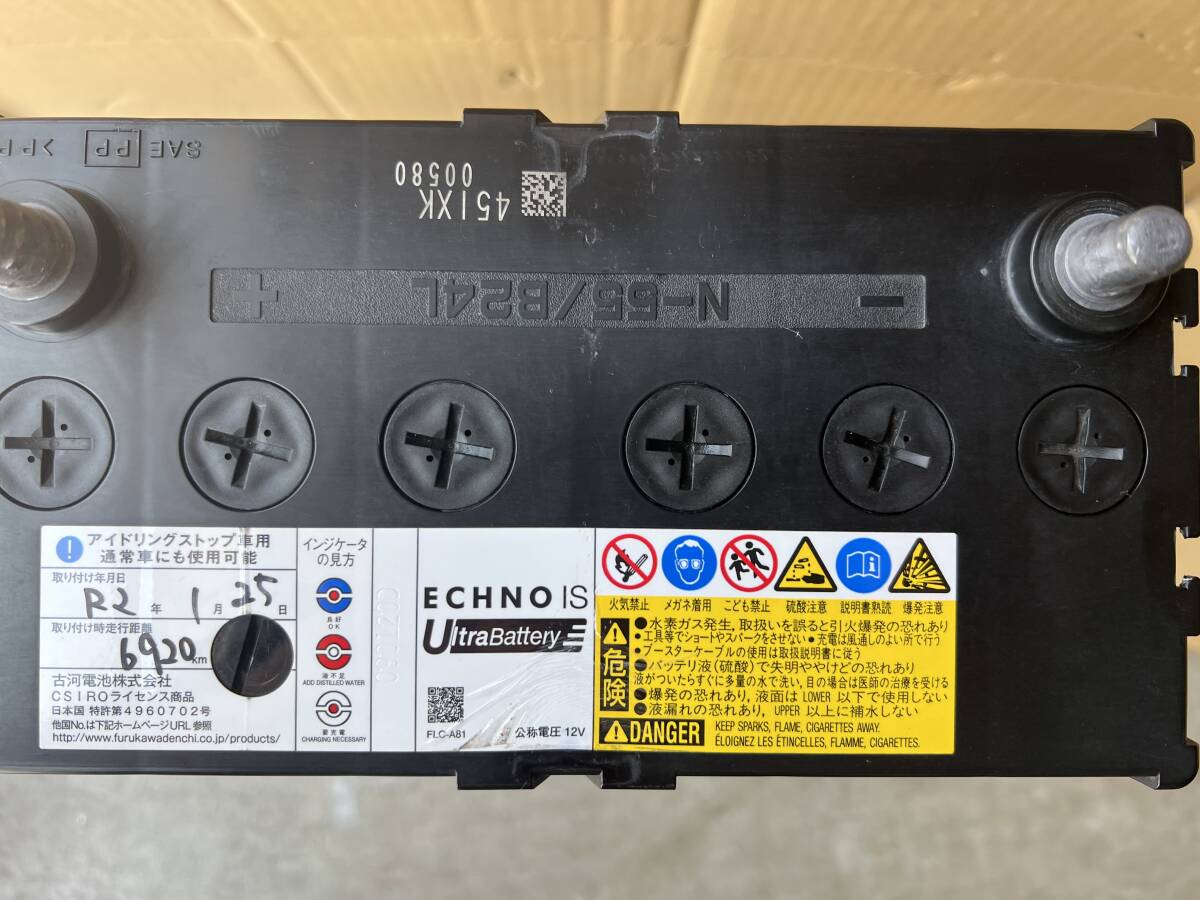 >P P
PP
SAE
45IXK
00580
N-55/B24L
アイドリングストップ車用
通常車にも使用可能
取り付け年月日
R2 年 1 月 25 日
取り付け時走行距離
6920 km
古河電池株式会社
CSIROライセンス商品
日本国 特許第4960702号
他国No.は下記ホームページURL 参照
http://www.furukawadenchi.co.jp/products/
インジケータ
の見方
良好
OK
液不足
ADD DISTILLED WATER
要充電
CHARGING NECESSARY
ECHNO IS
UltraBattery
FLC-A81
公称電圧 12V
火気禁止 メガネ着用 こども禁止 硫酸注意 説明書熟読 爆発注意
危険
●水素ガス発生, 取扱いを誤ると引火爆発の恐れあり
●工具等でショートやスパークをさせない ●充電は風通しのよい所で行う
●ブースターケーブルの使用は取扱説明書に従う
●バッテリ液(硫酸)で失明ややけどの恐れあり
液がついたらすぐに多量の水で洗い, 目の場合は医師の治療を受ける
●爆発の恐れあり, 液面は LOWER 以下で使用しない
●液漏れの恐れあり, UPPER 以上に補水しない
DANGER
KEEP SPARKS, FLAME, CIGARETTES AWAY.
ÉLOIGNEZ LES ÉTINCELLES, FLAMME, CIGARETTES.